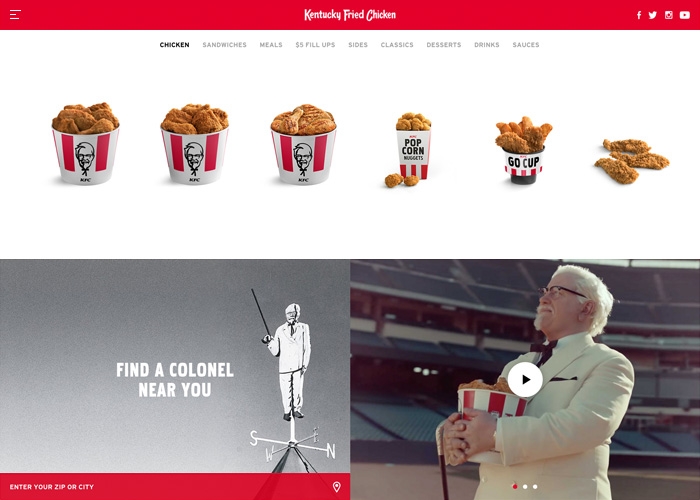 Kentucky Fried Chicken
CHICKEN SANDWICHES MEALS $5 FILL UPS SIDES CLASSICS DESSERTS DRINKS SAUCES
KFC
KFC
KFC
POP
CORN
NUGGETS
GO CUP
FIND A COLONEL
NEAR YOU
S W E N
ENTER YOUR ZIP OR CITY